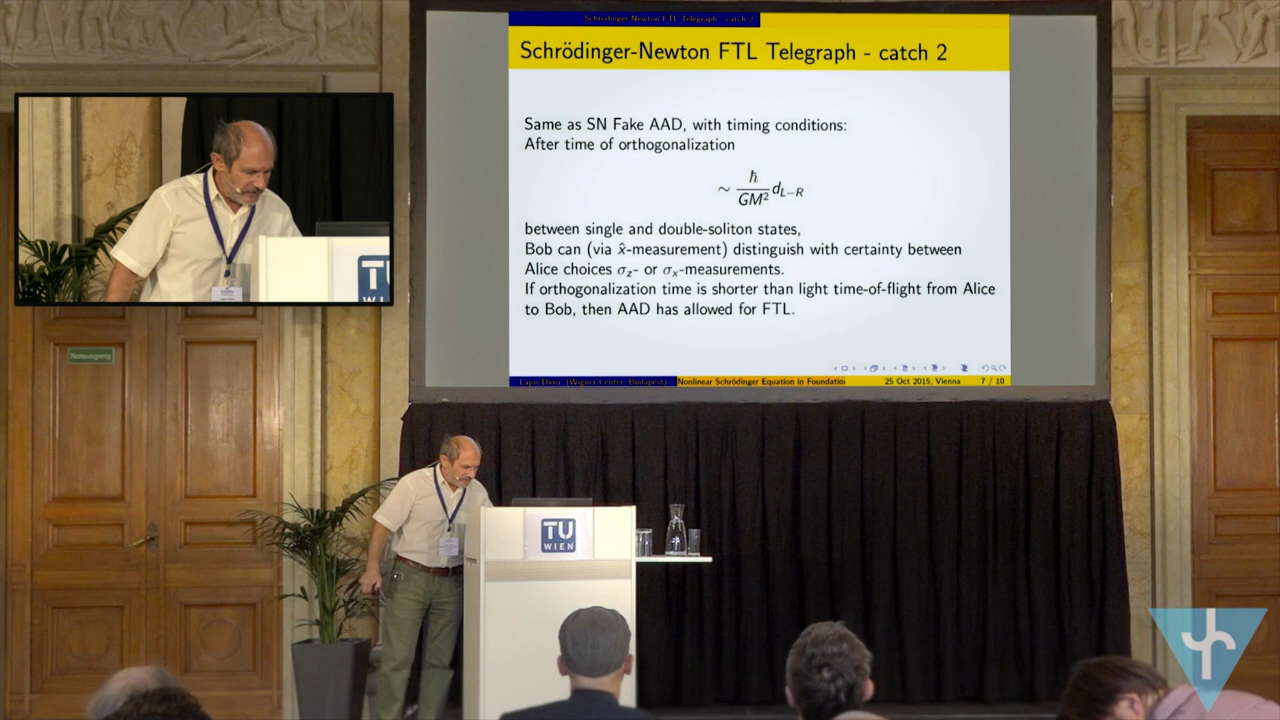 Schrödinger-Newton FTL Telegraph - catch 2
Schrödinger-Newton FTL Telegraph - catch 2
Same as SN Fake AAD, with timing conditions:
After time of orthogonalization
∼ ħ/GM² d_{L−R}
between single and double-soliton states,
Bob can (via x̂-measurement) distinguish with certainty between
Alice choices σ_z- or σ_x-measurements.
If orthogonalization time is shorter than light time-of-flight from Alice
to Bob, then AAD has allowed for FTL.
Lajos Diósi (Wigner Center, Budapest) Nonlinear Schrödinger Equation in Foundatio 25 Oct 2015, Vienna 7 / 10
Notausgang
TU
WIEN
TU
WI